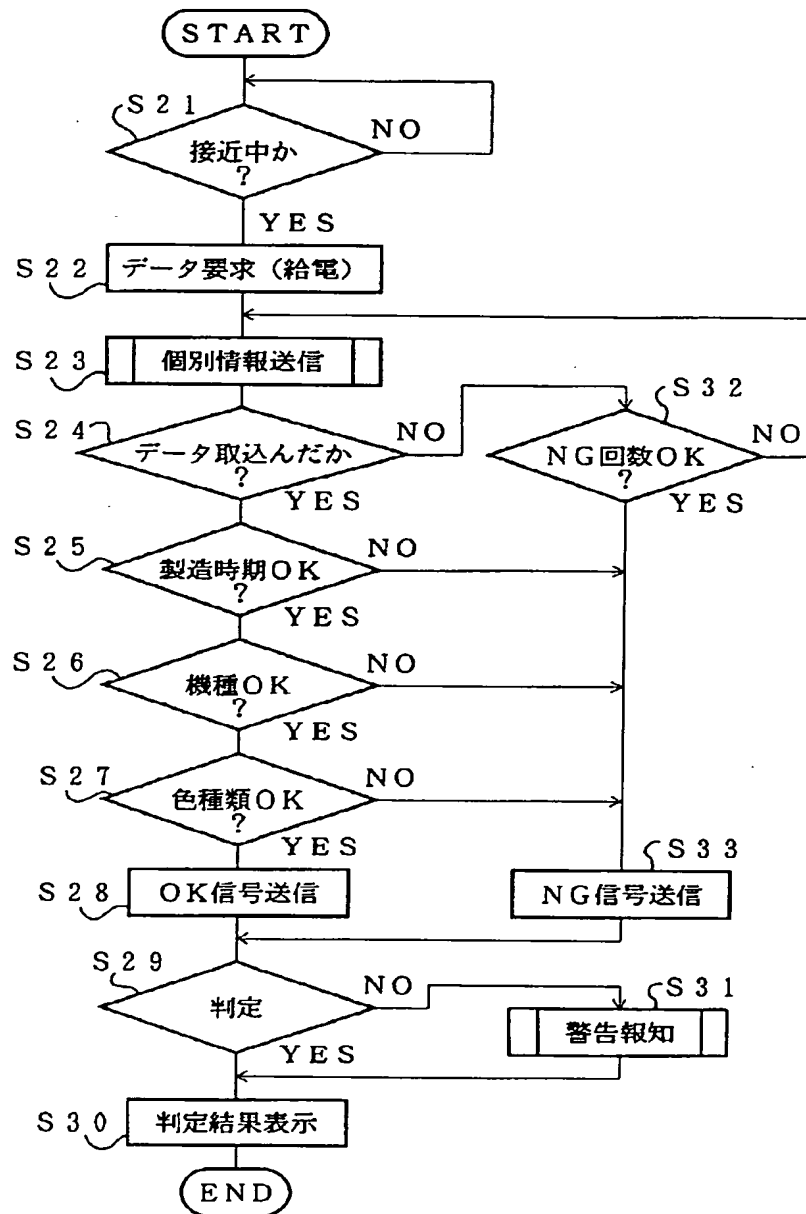 START
S21
接近中か
?
NO
YES
S22
データ要求(給電)
S23
個別情報送信
S24
データ取込んだか
?
NO
YES
S32
NG回数OK
?
NO
YES
S25
製造時期OK
?
NO
YES
S26
機種OK
?
NO
YES
S27
色種類OK
?
NO
YES
S28
OK信号送信
S33
NG信号送信
S29
判定
NO
YES
S31
警告報知
S30
判定結果表示
END